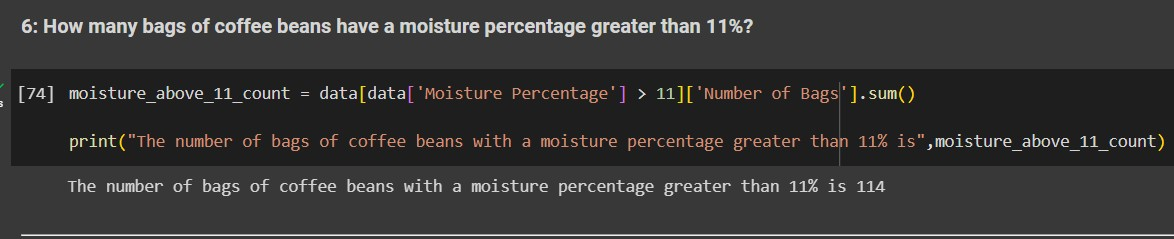 6: How many bags of coffee beans have a moisture percentage greater than 11%?
[74] moisture_above_11_count = data[data['Moisture Percentage'] > 11]['Number of Bags'].sum()
print("The number of bags of coffee beans with a moisture percentage greater than 11% is",moisture_above_11_count)
The number of bags of coffee beans with a moisture percentage greater than 11% is 114